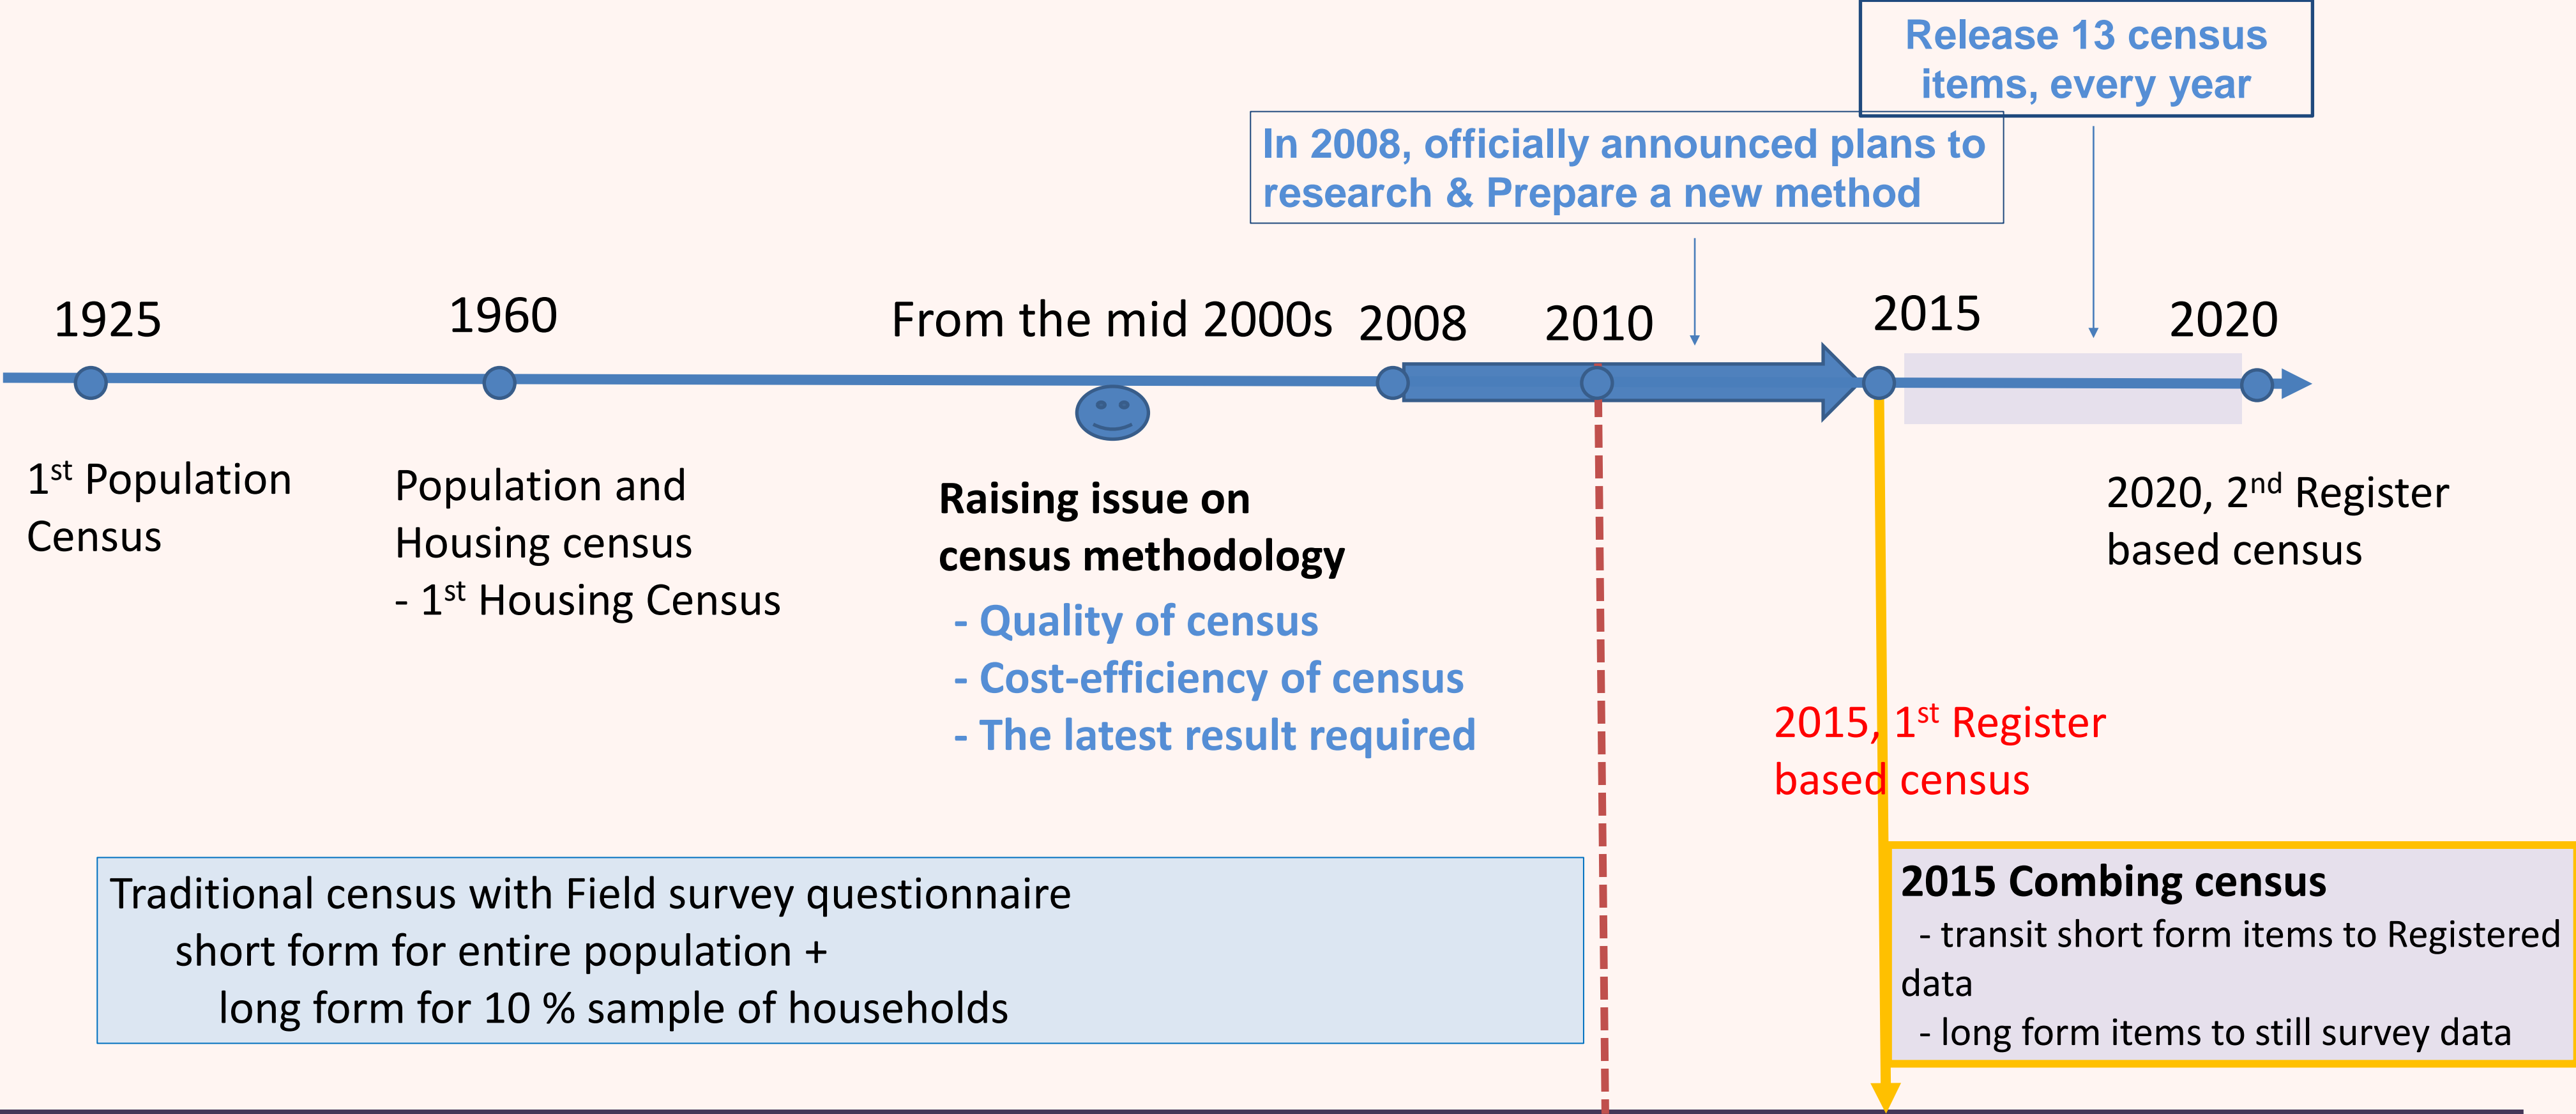 Release 13 census
items, every year
In 2008, officially announced plans to
research & Prepare a new method
1925
1960
From the mid 2000s
2008
2010
2015
2020
1st Population
Census
Population and
Housing census
- 1st Housing Census
Raising issue on
census methodology
- Quality of census
- Cost-efficiency of census
- The latest result required
2020, 2nd Register
based census
2015, 1st Register
based census
Traditional census with Field survey questionnaire
short form for entire population +
long form for 10 % sample of households
2015 Combing census
- transit short form items to Registered
data
- long form items to still survey data